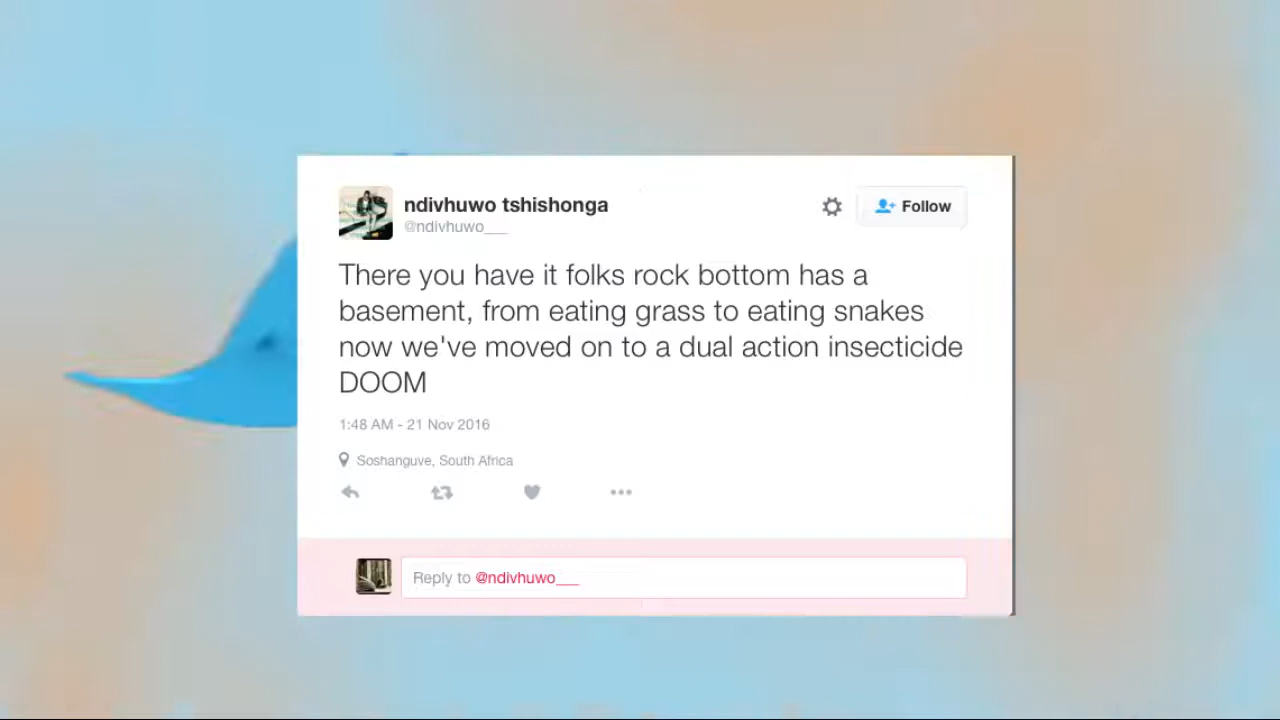 ndivhuwo tshishonga
@ndivhuwo___
Follow
There you have it folks rock bottom has a
basement, from eating grass to eating snakes
now we've moved on to a dual action insecticide
DOOM
1:48 AM - 21 Nov 2016
Soshanguve, South Africa
Reply to @ndivhuwo___